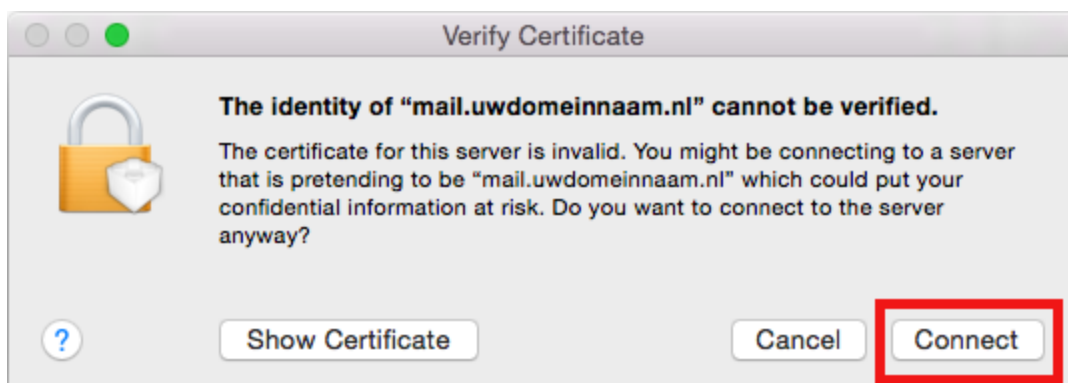 Verify Certificate
The identity of “mail.uwdomeinnaam.nl” cannot be verified.
The certificate for this server is invalid. You might be connecting to a server
that is pretending to be “mail.uwdomeinnaam.nl” which could put your
confidential information at risk. Do you want to connect to the server
anyway?
?
Show Certificate
Cancel
Connect